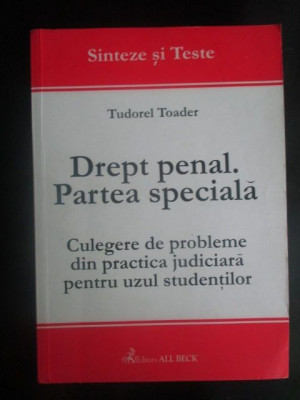 Sinteze și Teste
Tudorel Toader
Drept penal.
Partea specială
Culegere de probleme
din practica judiciară
pentru uzul studenților
Editura ALL BECK